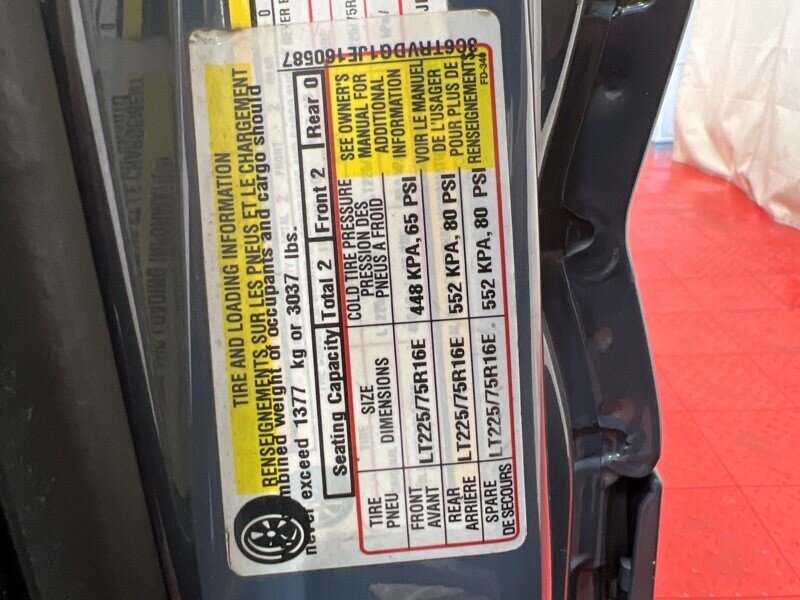 TIRE AND LOADING INFORMATION
RENSEIGNEMENTS SUR LES PNEUS ET LE CHARGEMENT
combined weight of occupants and cargo should
never exceed 1377 kg or 3037 lbs.
Seating Capacity Total 2 Front 2 Rear 0
TIRE PNEU SIZE DIMENSIONS COLD TIRE PRESSURE PRESSION DES PNEUS A FROID
FRONT AVANT LT225/75R16E 448 KPA, 65 PSI
REAR ARRIÈRE LT225/75R16E 552 KPA, 80 PSI
SPARE DE SECOURS LT225/75R16E 552 KPA, 80 PSI
SEE OWNER'S
MANUAL FOR
ADDITIONAL
INFORMATION
VOIR LE MANUEL
DE L'USAGER
POUR PLUS DE
RENSEIGNEMENTS
FD-346
3C6TRVDG1JE160587